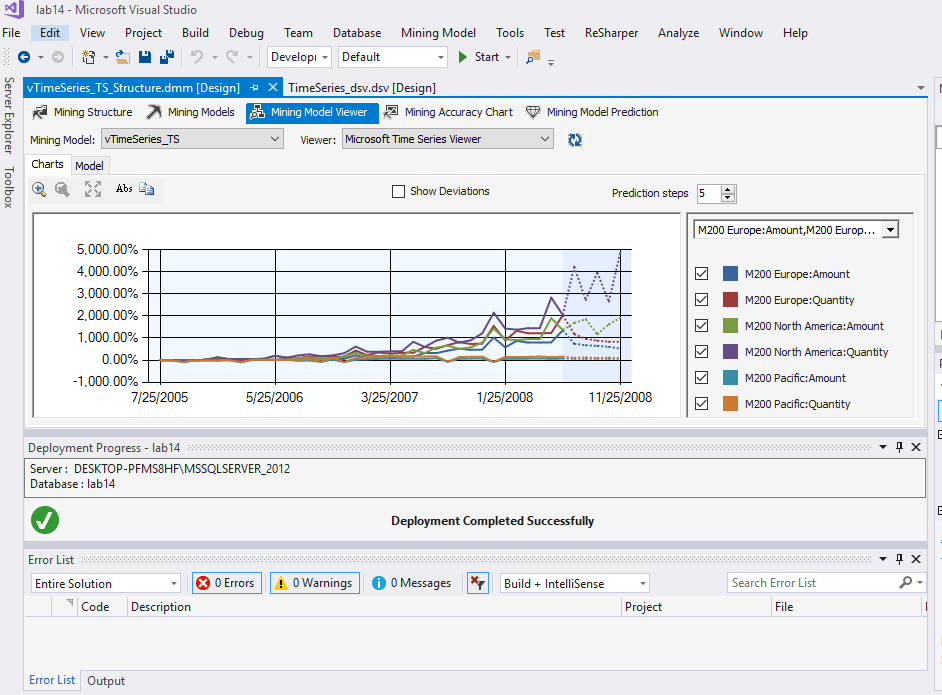 lab14 - Microsoft Visual Studio
File Edit View Project Build Debug Team Database Mining Model Tools Test ReSharper Analyze Window Help
Develop Default Start
Server Explorer
Toolbox
vTimeSeries_TS_Structure.dmm [Design] TimeSeries_dsv.dsv [Design]
Mining Structure Mining Models Mining Model Viewer Mining Accuracy Chart Mining Model Prediction
Mining Model: vTimeSeries_TS Viewer: Microsoft Time Series Viewer
Charts Model
Abs Show Deviations Prediction steps 5
5,000.00%
4,000.00%
3,000.00%
2,000.00%
1,000.00%
0.00%
-1,000.00%
7/25/2005 5/25/2006 3/25/2007 1/25/2008 11/25/2008
M200 Europe:Amount,M200 Europ...
M200 Europe:Amount
M200 Europe:Quantity
M200 North America:Amount
M200 North America:Quantity
M200 Pacific:Amount
M200 Pacific:Quantity
Deployment Progress - lab14
Server : DESKTOP-PFMS8HF\MSSQLSERVER_2012
Database : lab14
Deployment Completed Successfully
Error List
Entire Solution 0 Errors 0 Warnings 0 Messages Build + IntelliSense Search Error List
Code Description Project File
Error List Output